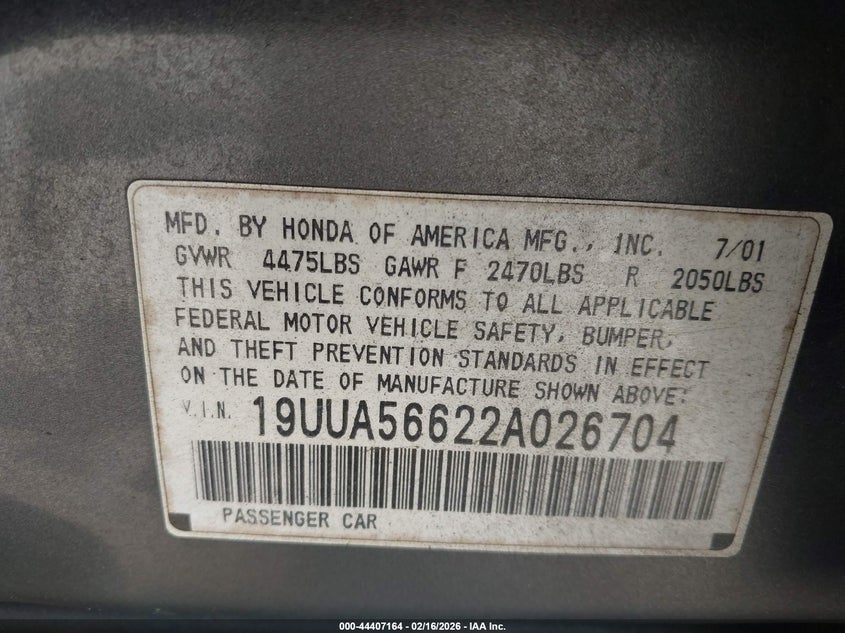 MFD. BY HONDA OF AMERICA MFG., INC. 7/01
GVWR 4475LBS GAWR F 2470LBS R 2050LBS
THIS VEHICLE CONFORMS TO ALL APPLICABLE
FEDERAL MOTOR VEHICLE SAFETY, BUMPER,
AND THEFT PREVENTION STANDARDS IN EFFECT
ON THE DATE OF MANUFACTURE SHOWN ABOVE.
V.I.N. 19UUA56622A026704
PASSENGER CAR
000-44407164 - 02/16/2026 - IAA Inc.